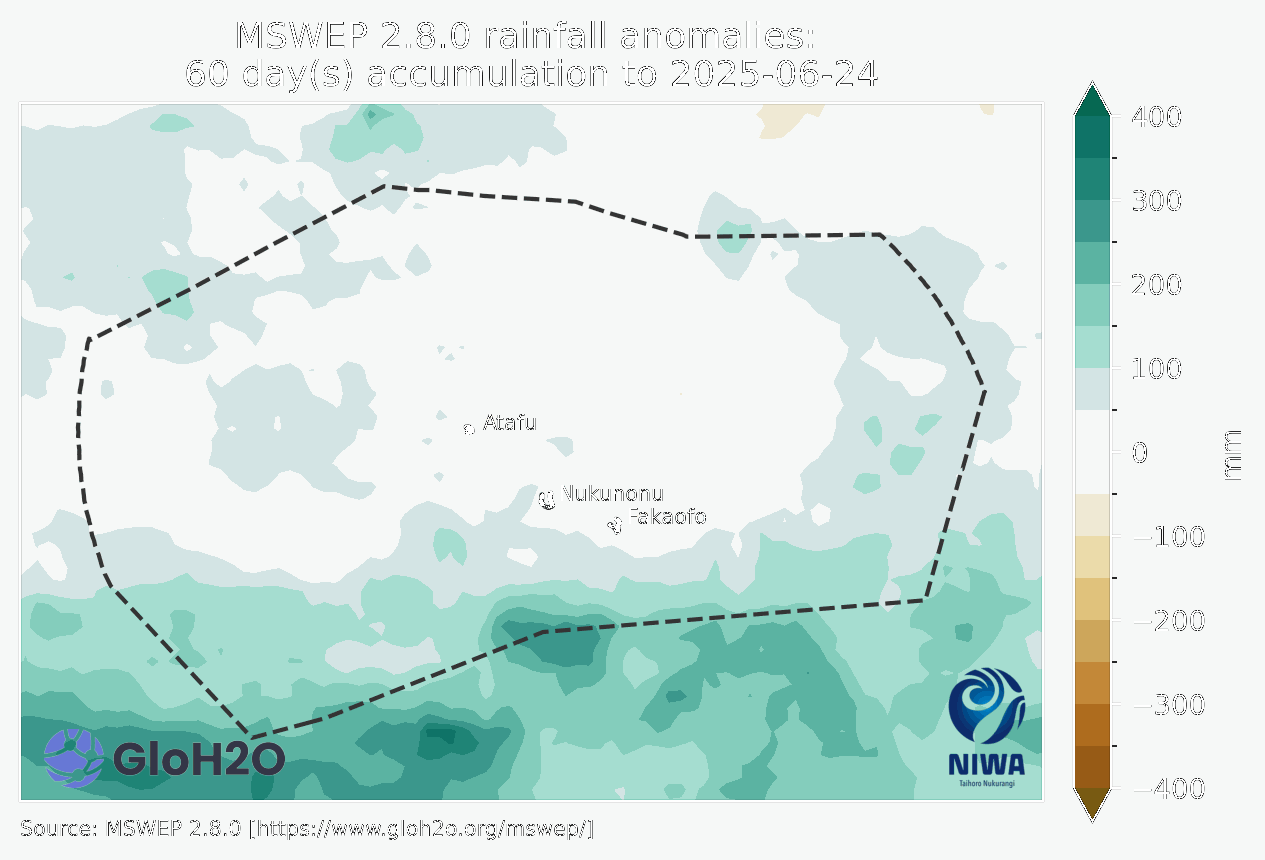 MSWEP 2.8.0 rainfall anomalies:
60 day(s) accumulation to 2025-06-24
400
300
200
100
0
−100
−200
−300
−400
mm
Atafu
Nukunonu
Fakaofo
GloH2O
NIWA
Taihoro Nukurangi
Source: MSWEP 2.8.0 [https://www.gloh2o.org/mswep/]